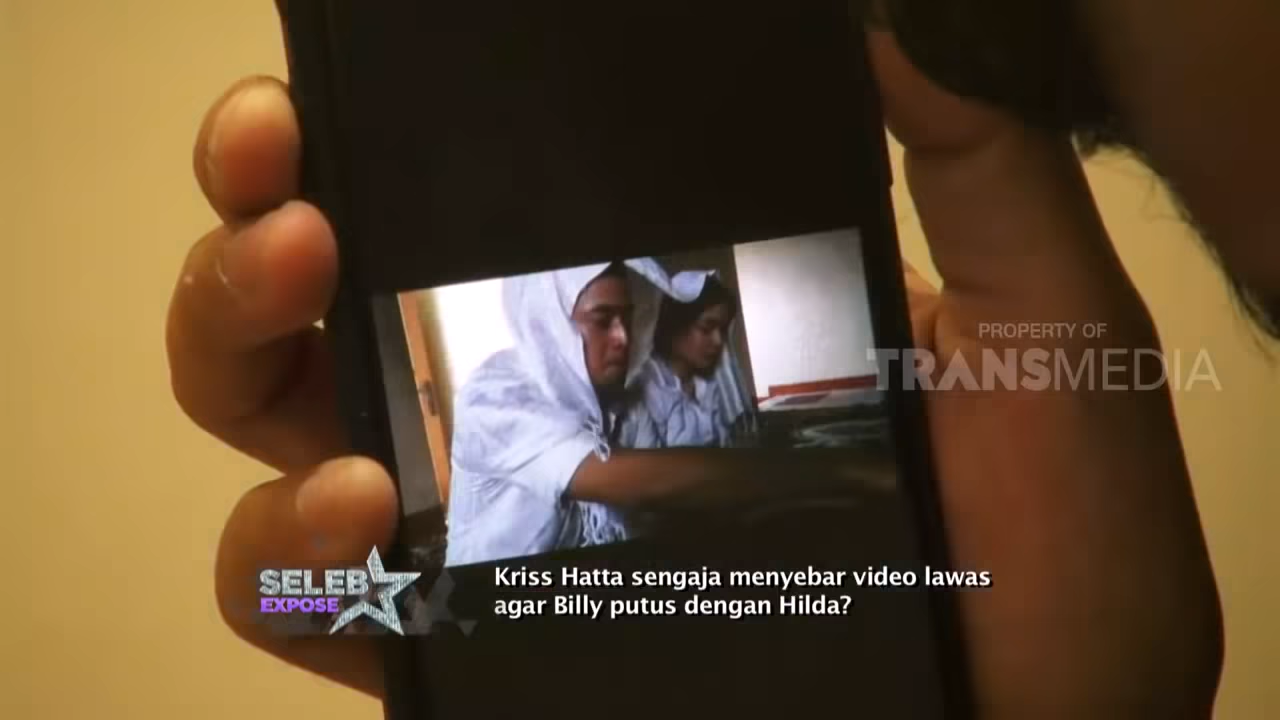 PROPERTY OF
TRANSMEDIA
SELEB
EXPOSE
Kriss Hatta sengaja menyebar video lawas
agar Billy putus dengan Hilda?